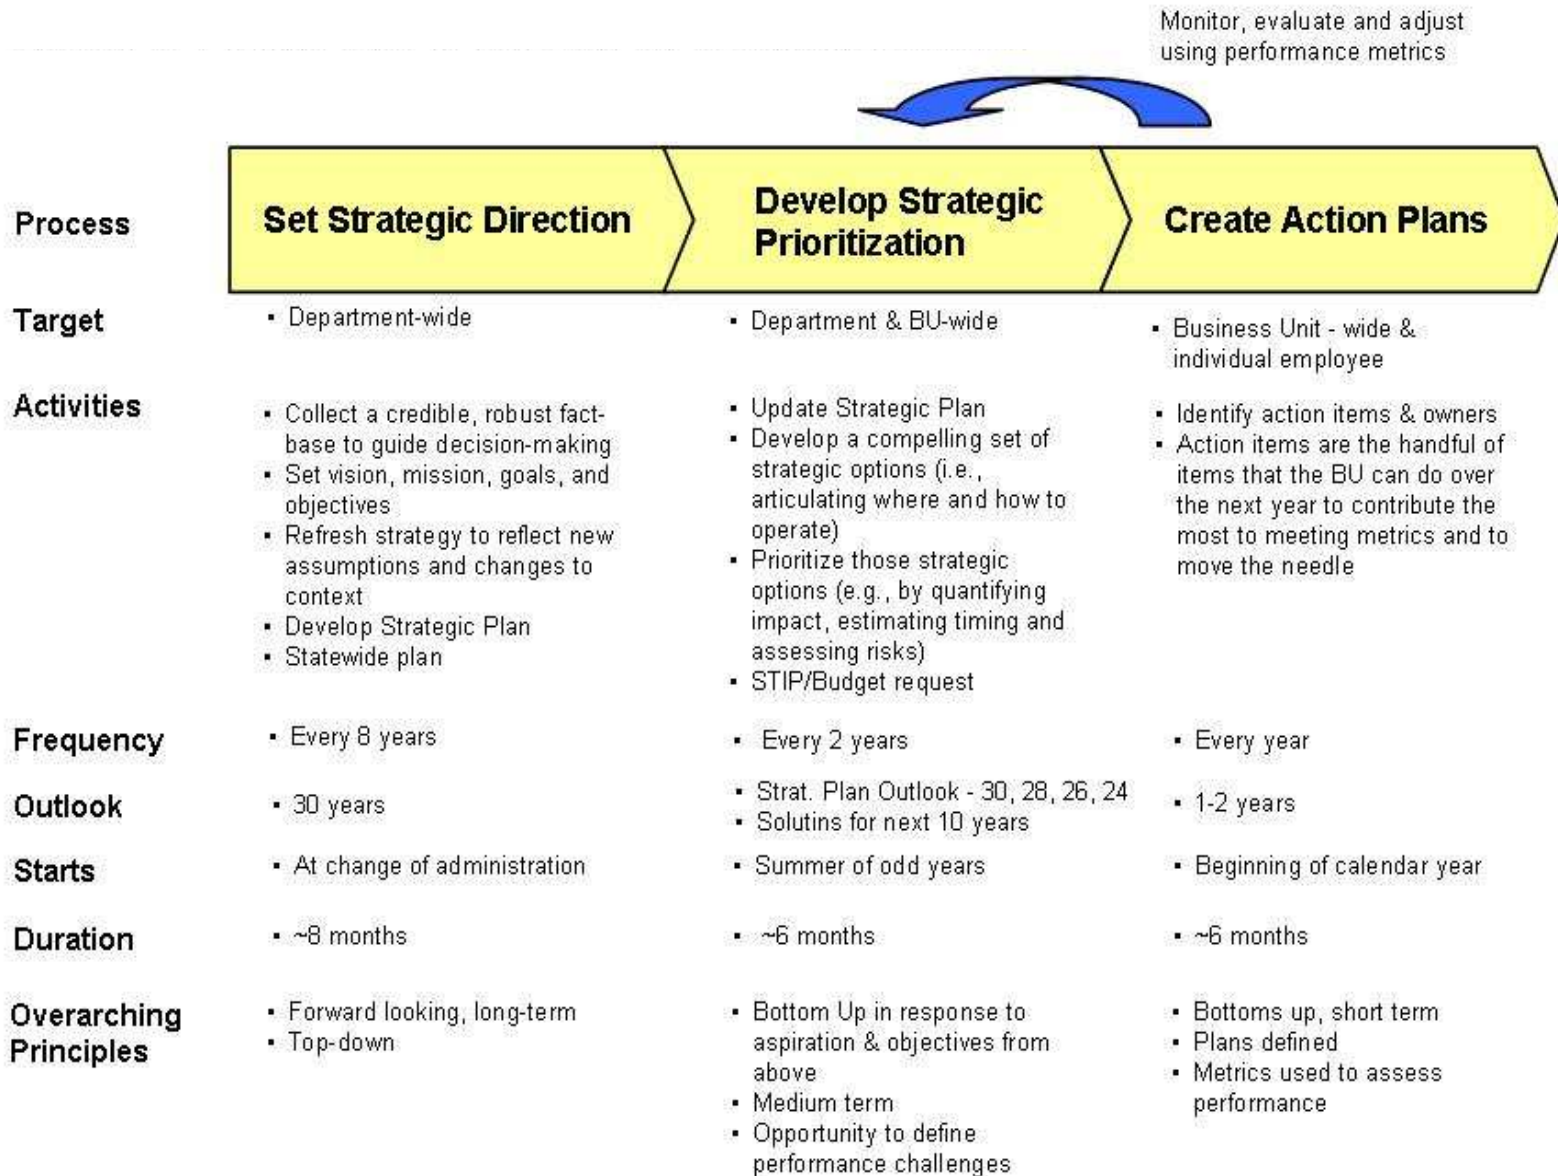 Monitor, evaluate and adjust
using performance metrics
Process
Set Strategic Direction
Develop Strategic
Prioritization
Create Action Plans
Target
▪ Department-wide
▪ Department & BU-wide
▪ Business Unit - wide &
individual employee
Activities
▪ Collect a credible, robust fact-
base to guide decision-making
▪ Set vision, mission, goals, and
objectives
▪ Refresh strategy to reflect new
assumptions and changes to
context
▪ Develop Strategic Plan
▪ Statewide plan
▪ Update Strategic Plan
▪ Develop a compelling set of
strategic options (i.e.,
articulating where and how to
operate)
▪ Prioritize those strategic
options (e.g., by quantifying
impact, estimating timing and
assessing risks)
▪ STIP/Budget request
▪ Identify action items & owners
▪ Action items are the handful of
items that the BU can do over
the next year to contribute the
most to meeting metrics and to
move the needle
Frequency
▪ Every 8 years
▪ Every 2 years
▪ Every year
Outlook
▪ 30 years
▪ Strat. Plan Outlook - 30, 28, 26, 24
▪ Solutins for next 10 years
▪ 1-2 years
Starts
▪ At change of administration
▪ Summer of odd years
▪ Beginning of calendar year
Duration
▪ ~8 months
▪ ~6 months
▪ ~6 months
Overarching
Principles
▪ Forward looking, long-term
▪ Top-down
▪ Bottom Up in response to
aspiration & objectives from
above
▪ Medium term
▪ Opportunity to define
performance challenges
▪ Bottoms up, short term
▪ Plans defined
▪ Metrics used to assess
performance